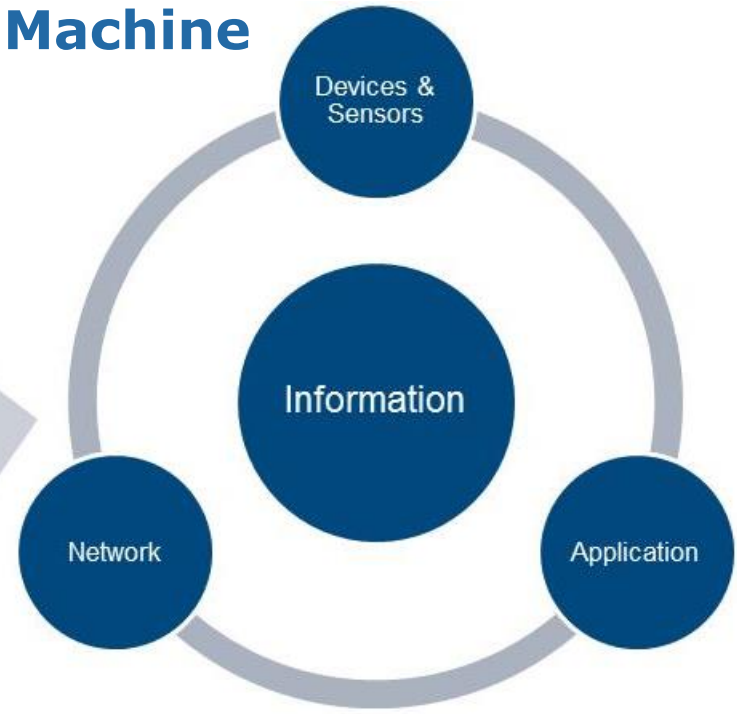 Machine
Devices &
Sensors
Information
Network
Application